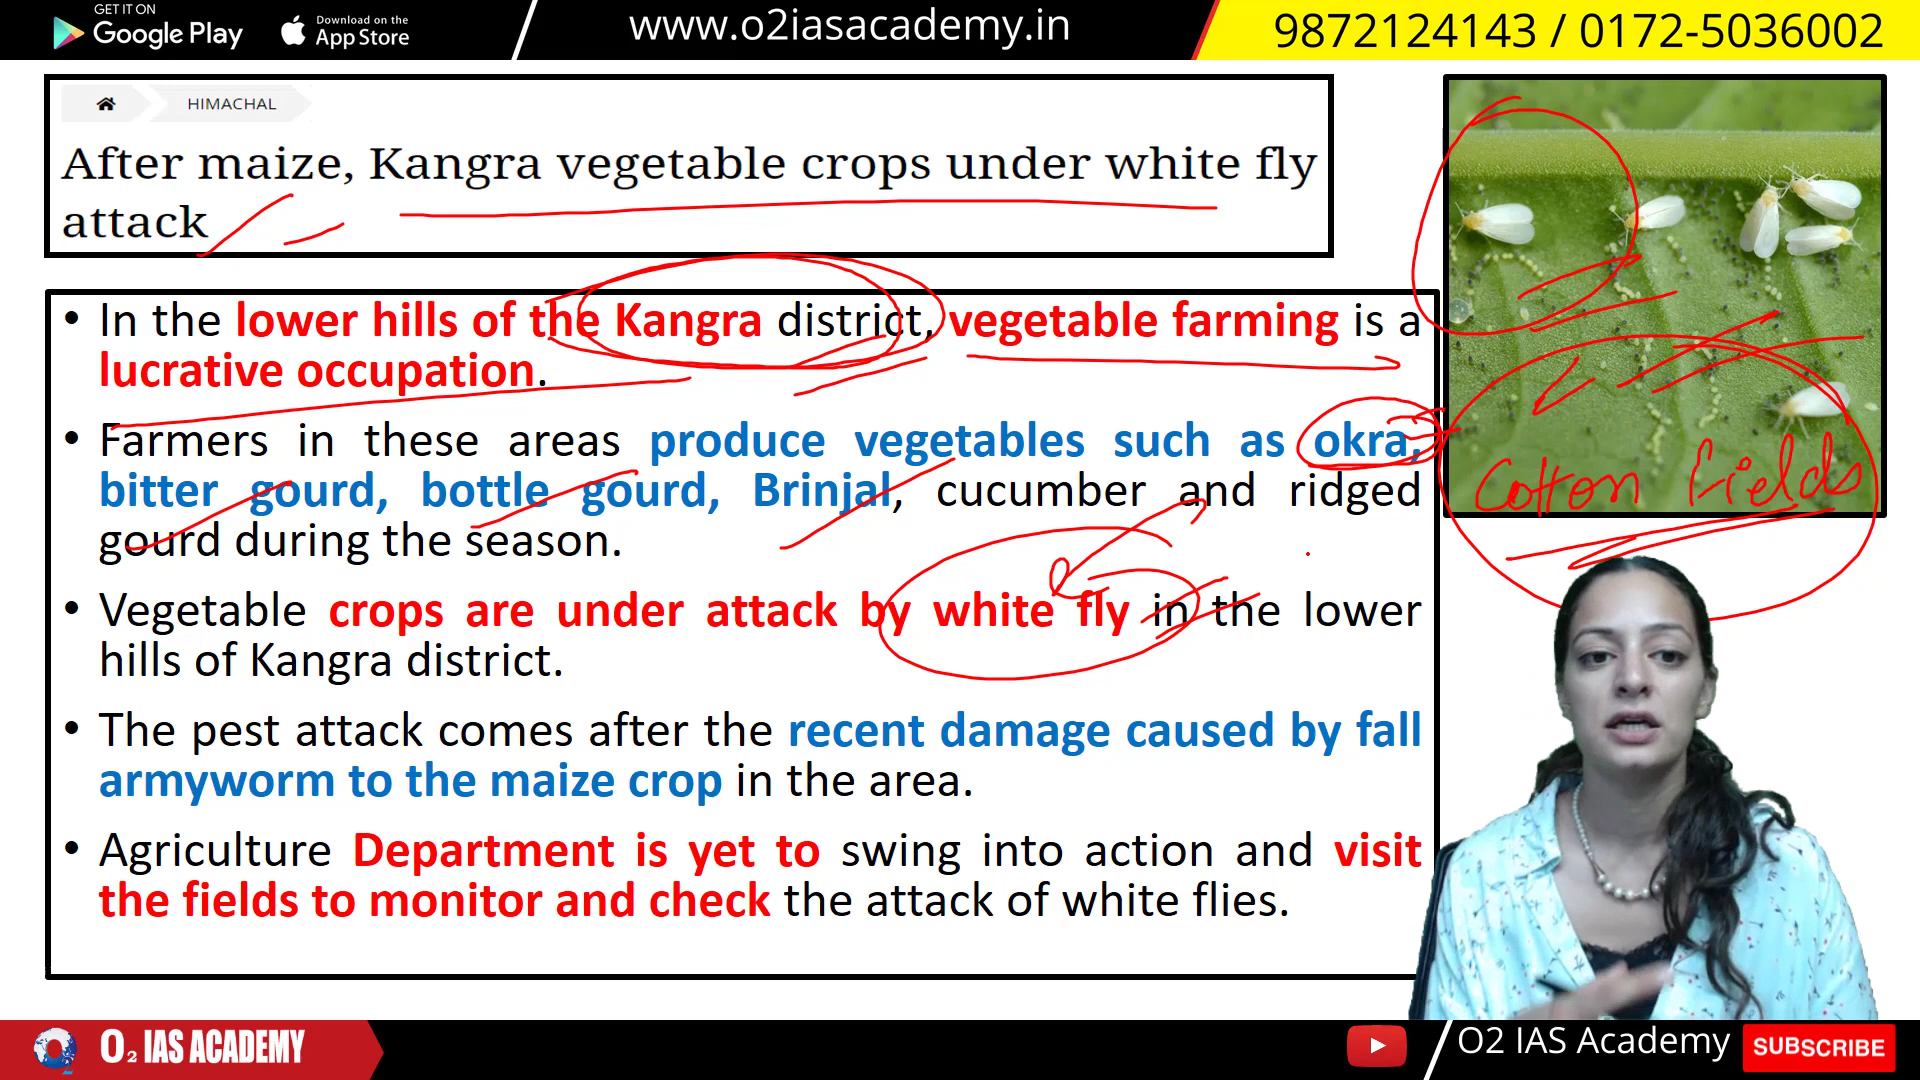 GET IT ON
Google Play
Download on the
App Store
www.o2iasacademy.in
9872124143 / 0172-5036002
HIMACHAL
After maize, Kangra vegetable crops under white fly
attack
• In the lower hills of the Kangra district, vegetable farming is a
lucrative occupation.
• Farmers in these areas produce vegetables such as okra,
bitter gourd, bottle gourd, Brinjal, cucumber and ridged
gourd during the season.
• Vegetable crops are under attack by white fly in the lower
hills of Kangra district.
• The pest attack comes after the recent damage caused by fall
armyworm to the maize crop in the area.
• Agriculture Department is yet to swing into action and visit
the fields to monitor and check the attack of white flies.
Cotton Fields
O2 IAS ACADEMY
O2 IAS Academy
SUBSCRIBE